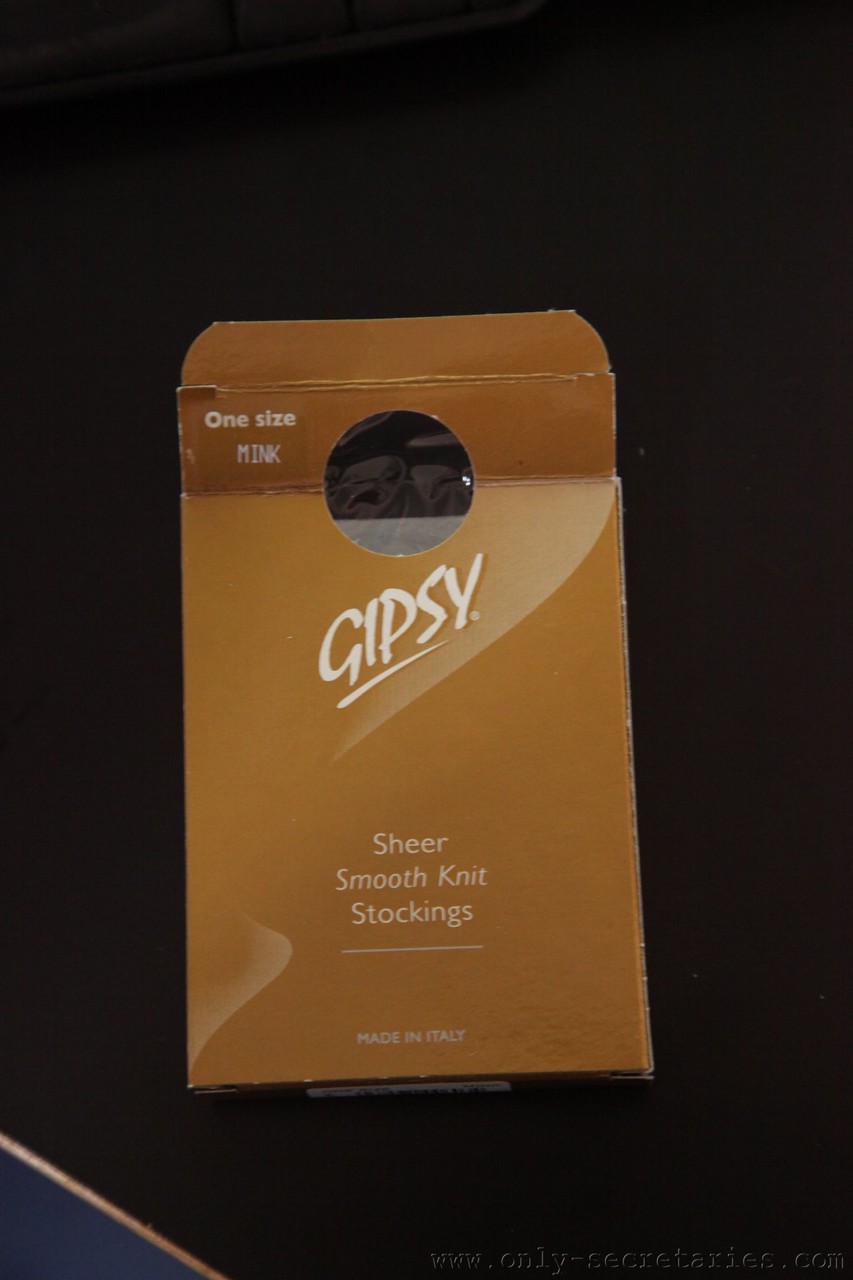 One size
MINK
GIPSY®
Sheer
Smooth Knit
Stockings
MADE IN ITALY
www.only-secretaries.com